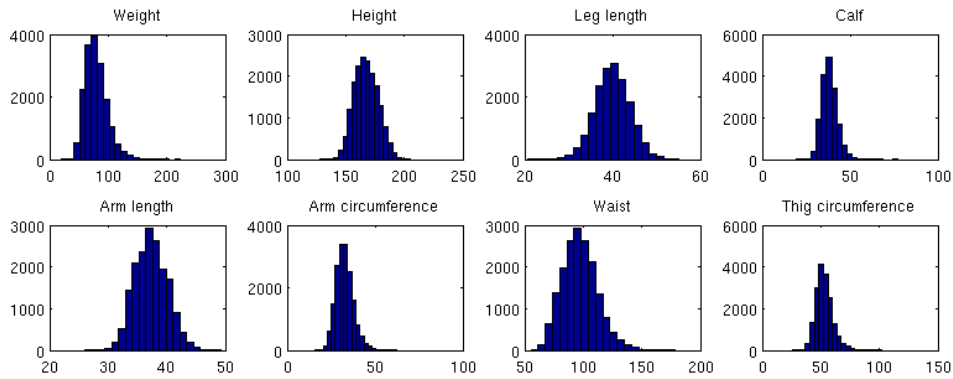 Weight Height Leg length Calf
4000 3000 4000 6000
2000 2000 2000 4000
1000 2000
0 0 0 0
0 100 200 300 100 150 200 250 20 40 60 0 50 100
Arm length Arm circumference Waist Thig circumference
3000 4000 3000 6000
2000 2000 2000 4000
1000 1000 2000
0 0 0 0
20 30 40 50 0 50 100 50 100 150 200 0 50 100 150